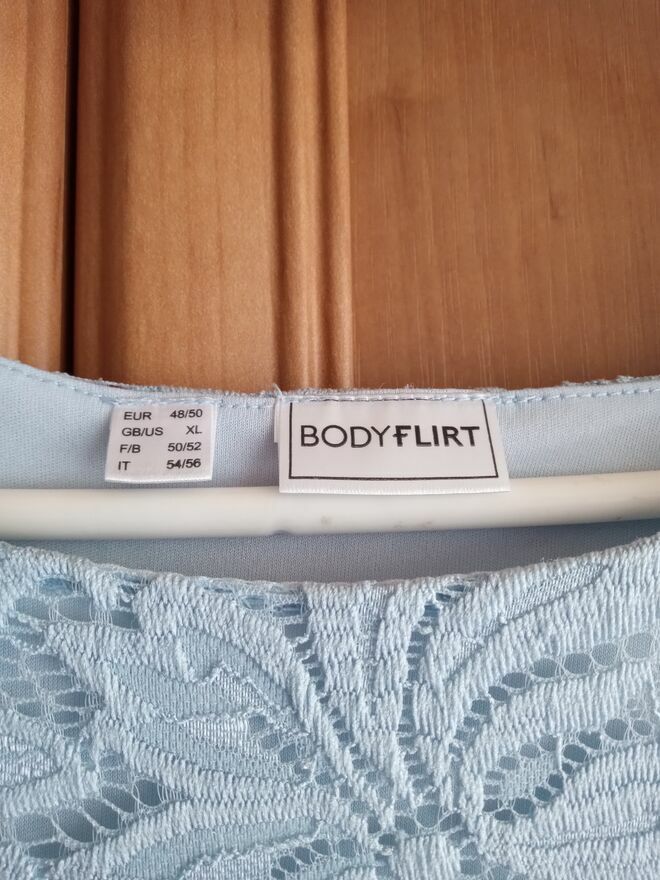 EUR 48/50
GB/US XL
F/B 50/52
IT 54/56
BODYFLIRT